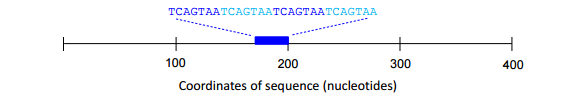 TCAGTAATCAGTAATCAGTAATCAGTAA
100 200 300 400
Coordinates of sequence (nucleotides)